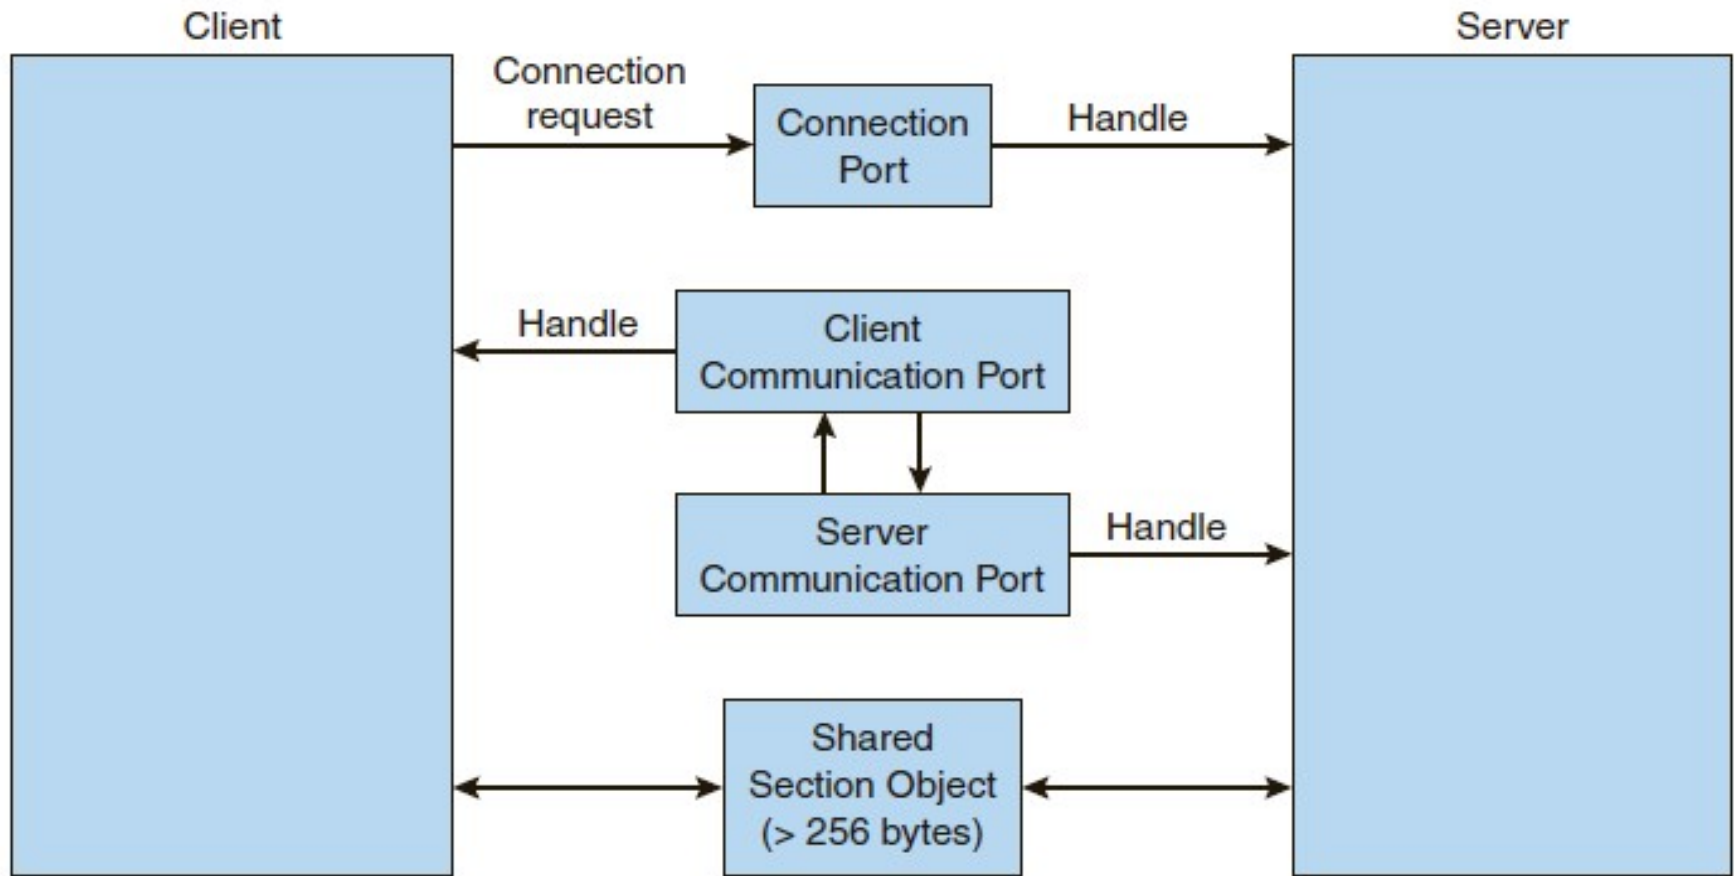 Client
Server
Connection
request
Connection
Port
Handle
Handle
Client
Communication Port
Server
Communication Port
Handle
Shared
Section Object
(> 256 bytes)